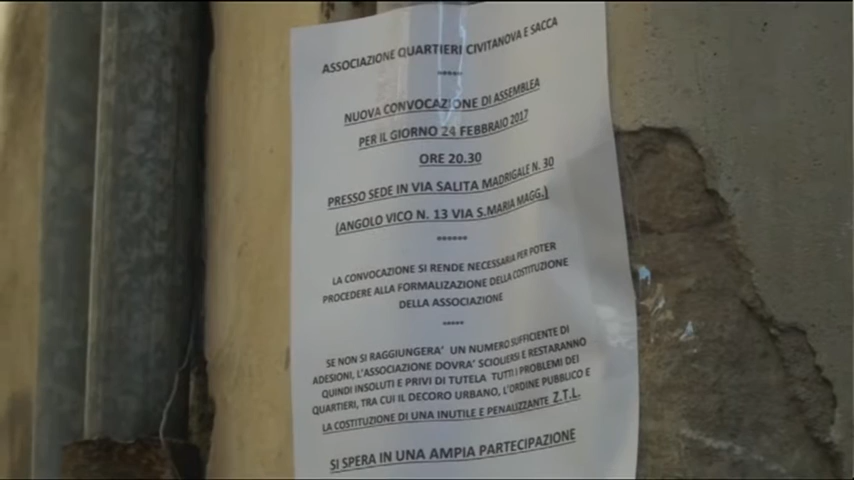 ASSOCIAZIONE QUARTIERI CIVITANOVA E SACCA
*****
NUOVA CONVOCAZIONE DI ASSEMBLEA
PER IL GIORNO 24 FEBBRAIO 2017
ORE 20.30
PRESSO SEDE IN VIA SALITA MADRIGALE N. 30
(ANGOLO VICO N. 13 VIA S.MARIA MAGG.)
******
LA CONVOCAZIONE SI RENDE NECESSARIA PER POTER
PROCEDERE ALLA FORMALIZAZIONE DELLA COSTITUZIONE
DELLA ASSOCIAZIONE
*****
SE NON SI RAGGIUNGERA' UN NUMERO SUFFICIENTE DI
ADESIONI, L'ASSOCIAZIONE DOVRA' SCIOLIERSI E RESTARANNO
QUINDI INSOLUTI E PRIVI DI TUTELA TUTTI I PROBLEMI DEI
QUARTIERI, TRA CUI IL DECORO URBANO, L'ORDINE PUBBLICO E
LA COSTITUZIONE DI UNA INUTILE E PENALIZZANTE Z.T.L.
SI SPERA IN UNA AMPIA PARTECIPAZIONE